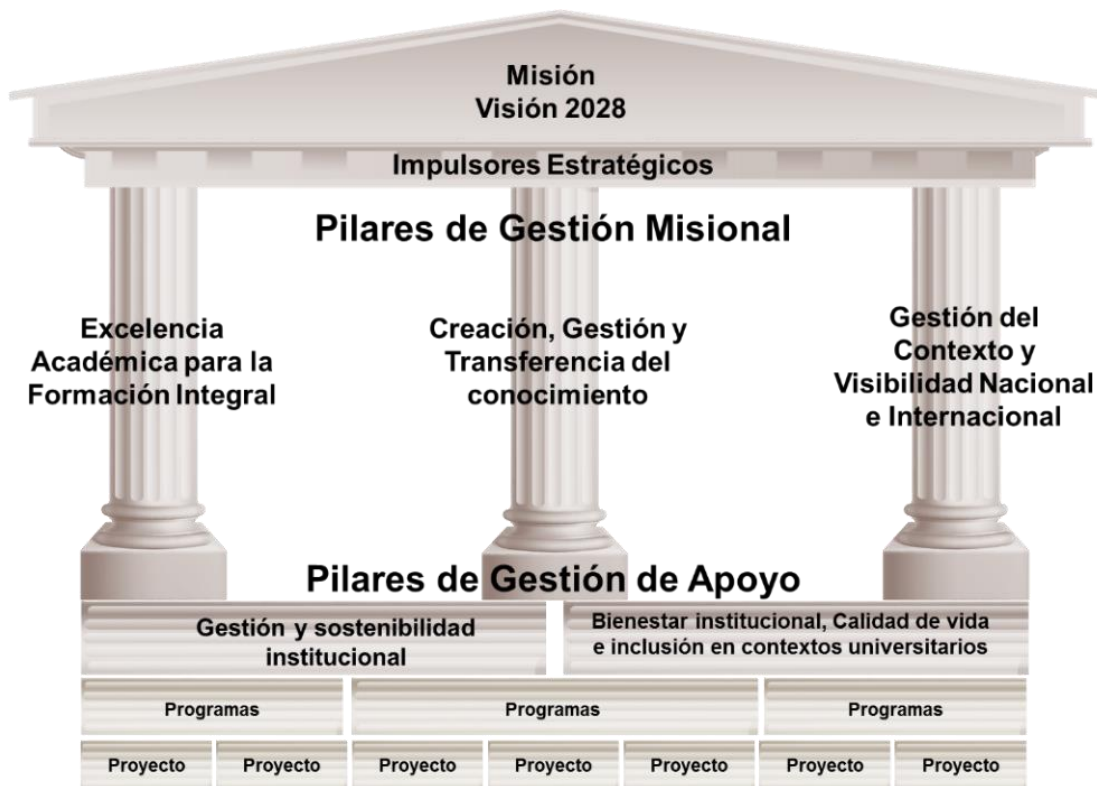 Misión
Visión 2028
Impulsores Estratégicos
Pilares de Gestión Misional
Excelencia
Académica para la
Formación Integral
Creación, Gestión y
Transferencia del
conocimiento
Gestión del
Contexto y
Visibilidad Nacional
e Internacional
Pilares de Gestión de Apoyo
Gestión y sostenibilidad
institucional
Bienestar institucional, Calidad de vida
e inclusión en contextos universitarios
Programas
Programas
Programas
Proyecto
Proyecto
Proyecto
Proyecto
Proyecto
Proyecto
Proyecto